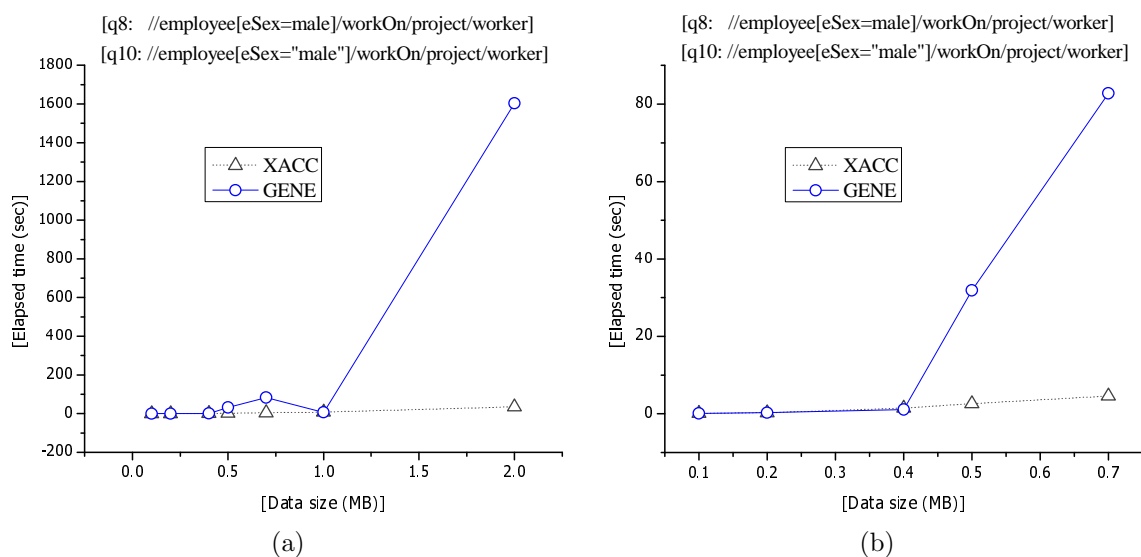 [q8: //employee[eSex=male]/workOn/project/worker]
[q10: //employee[eSex="male"]/workOn/project/worker]
1800
1600
1400
1200
1000
800
600
400
200
0
-200
[Elapsed time (sec)]
XACC
GENE
0.0 0.5 1.0 1.5 2.0
[Data size (MB)]
(a)
[q8: //employee[eSex=male]/workOn/project/worker]
[q10: //employee[eSex="male"]/workOn/project/worker]
80
60
40
20
0
[Elapsed time (sec)]
XACC
GENE
0.1 0.2 0.3 0.4 0.5 0.6 0.7
[Data size (MB)]
(b)